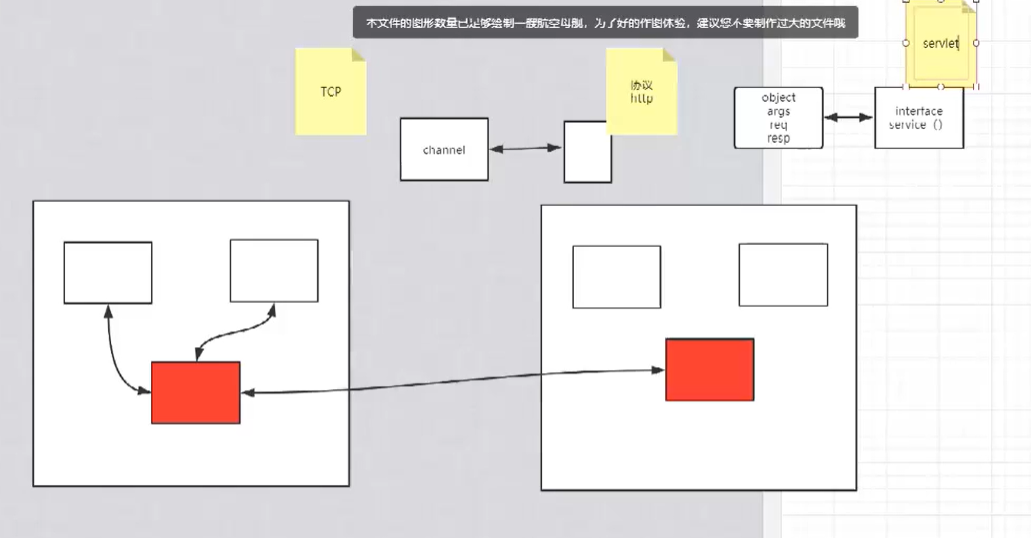 本文件的图形数量已足够绘制一艘航空母舰，为了好的作图体验，建议您不要制作过大的文件哦
servlet
TCP
协议
http
object
args
req
resp
interface
service（）
channel